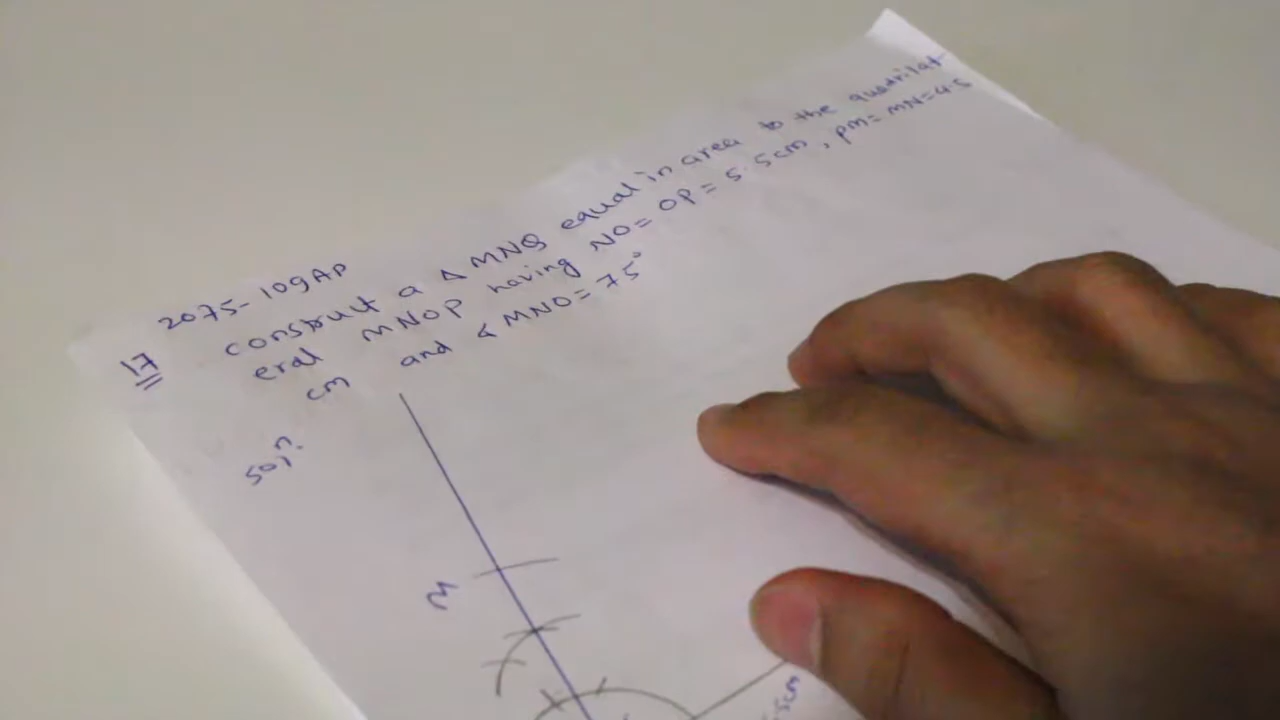 2075-109AP
17 construct a Δ MNQ equal in area to the quadrilat-
eral MNOP having NO= OP= 5.5cm, PM= MN=4.5
cm and ∡ MNO= 75°
soln
M
5cm